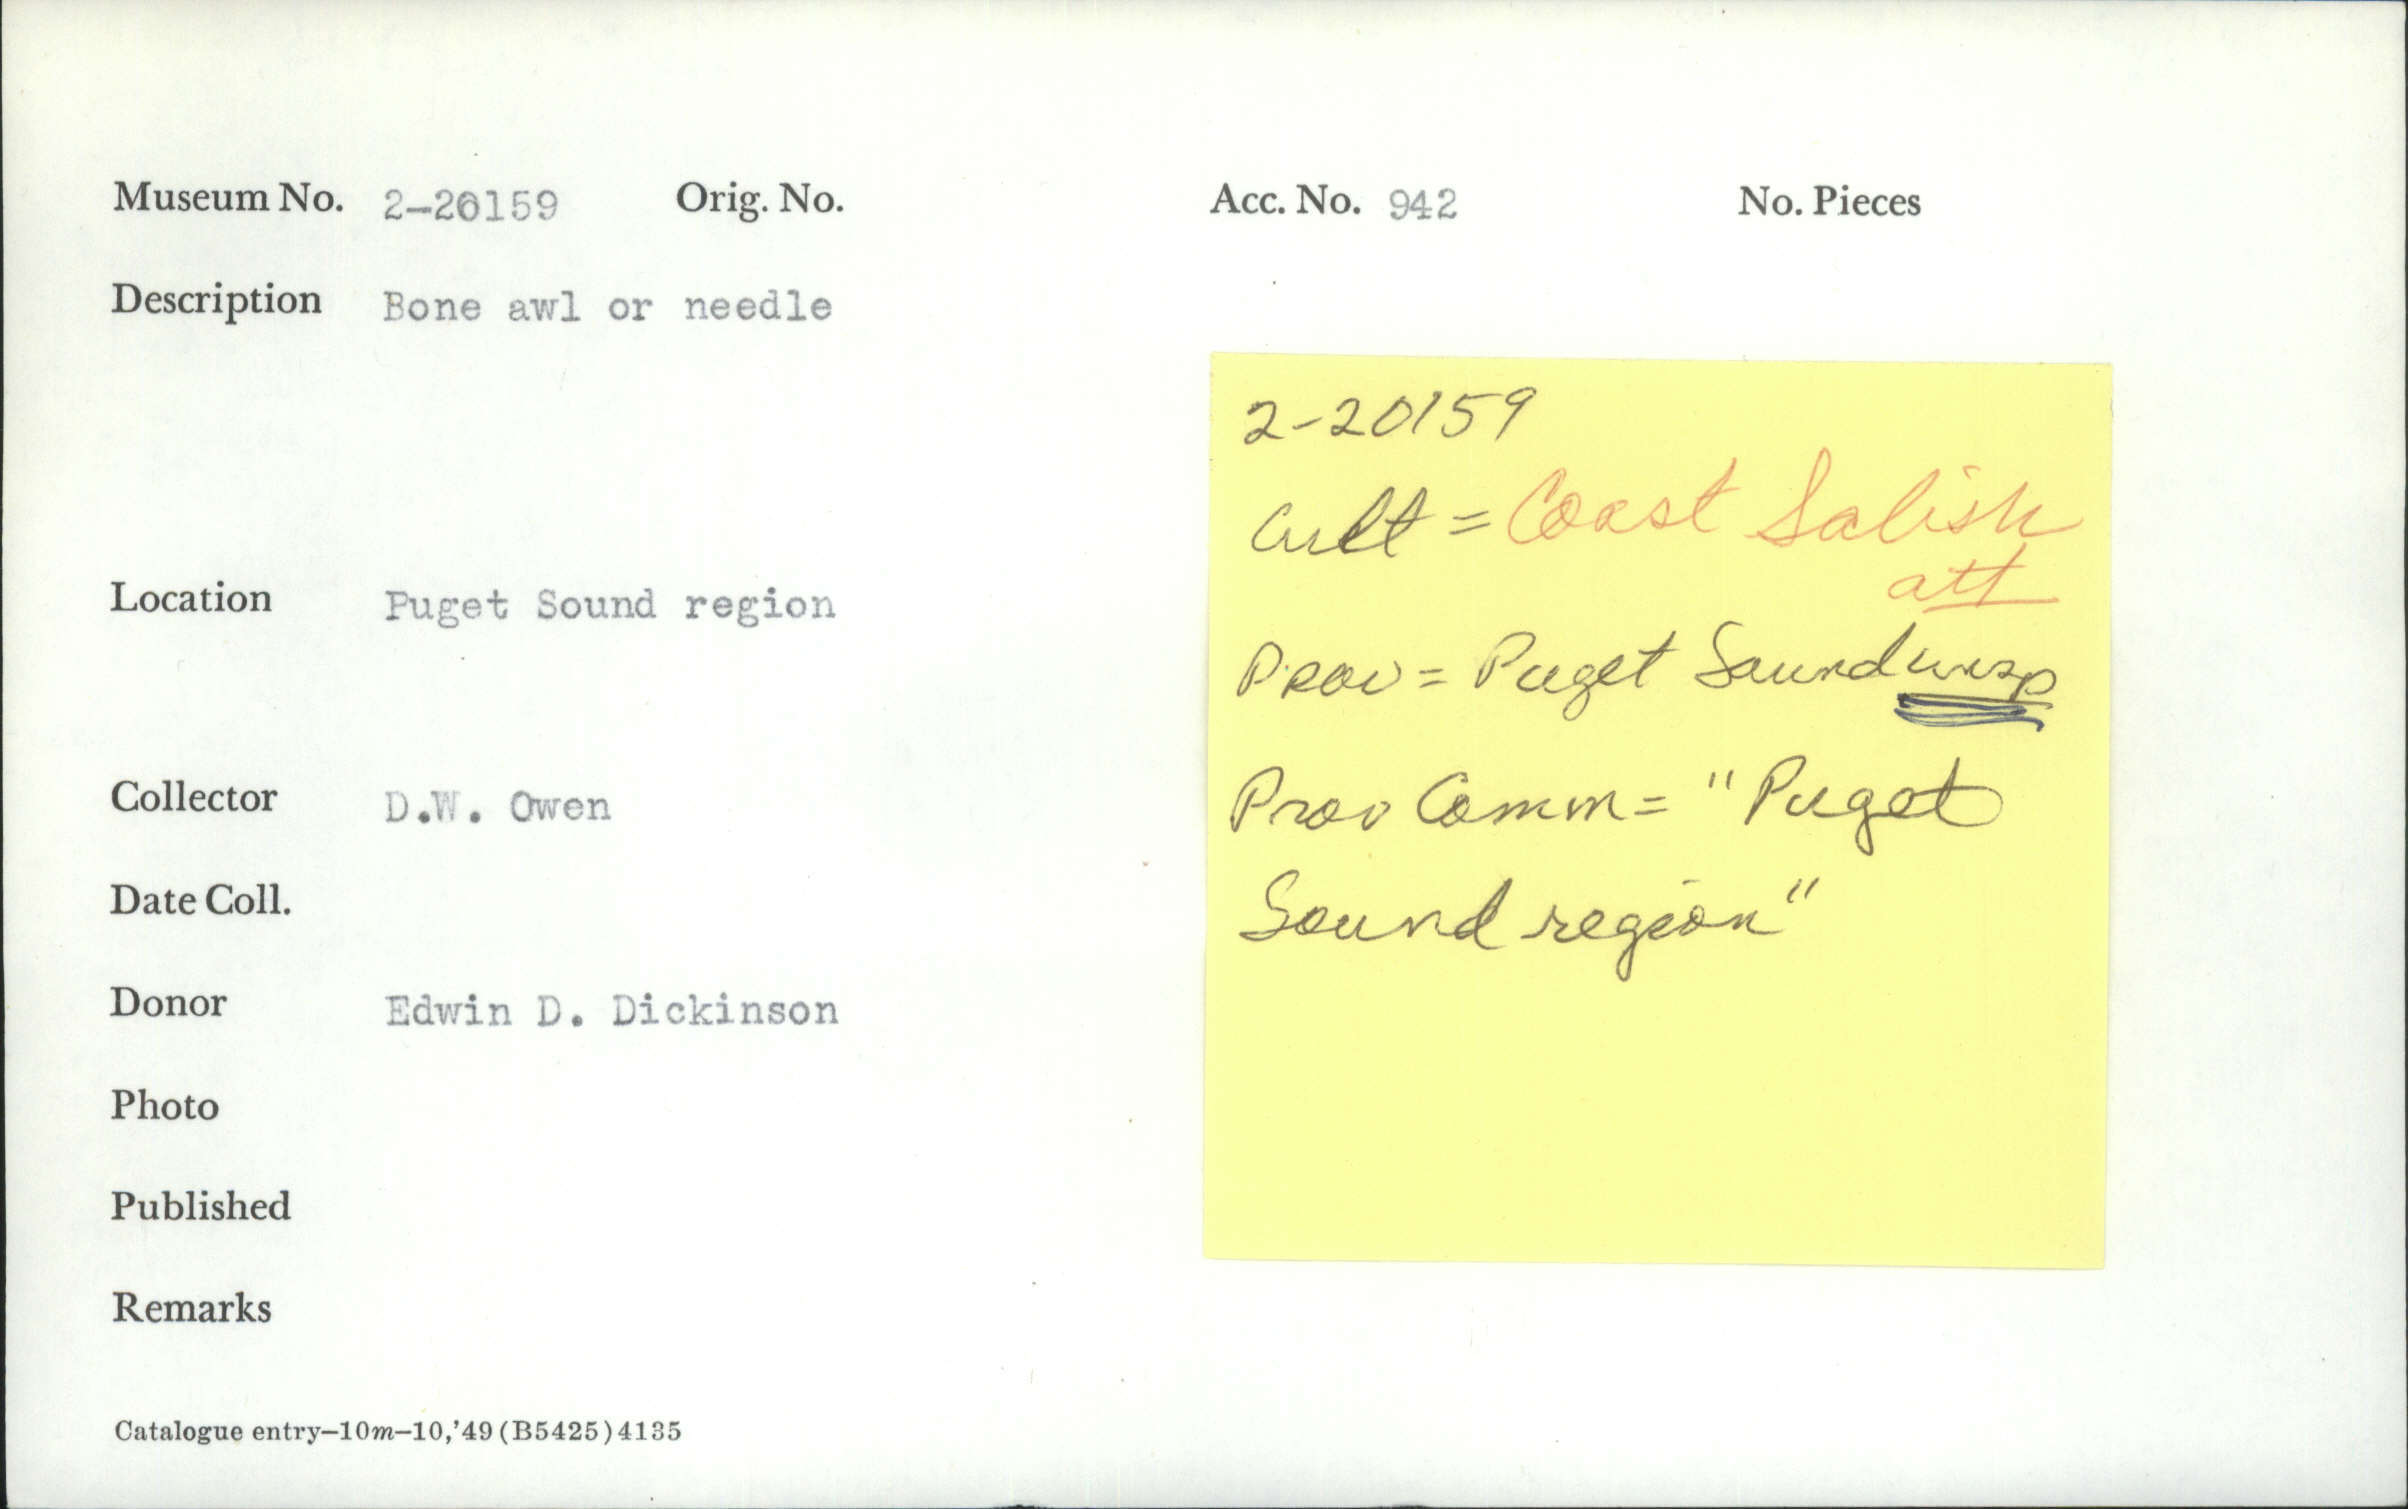 Museum No. 2-20159 Orig. No. Acc. No. 942 No. Pieces
Description Bone awl or needle
2-20159
Cult = Coast Salish
att
Location Puget Sound region
Prov = Puget Sound unsp
Collector D.W. Owen
Prov Comm = "Puget
Sound region"
Date Coll.
Donor Edwin D. Dickinson
Photo
Published
Remarks
Catalogue entry—10m—10,'49 (B5425) 4135